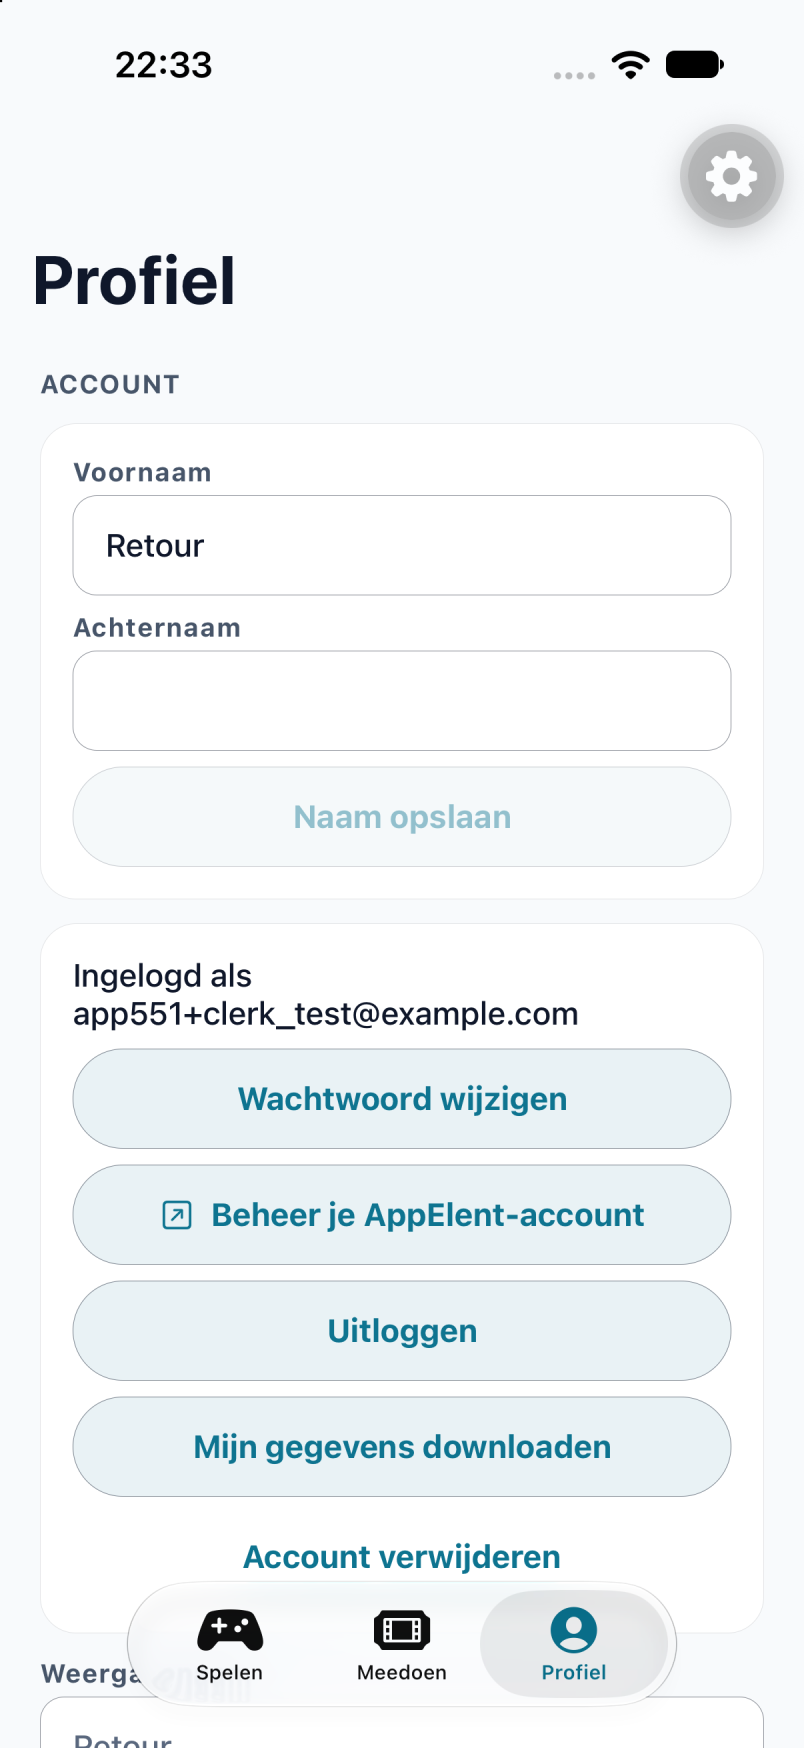 22:33
Profiel
ACCOUNT
Voornaam
Retour
Achternaam
Naam opslaan
Ingelogd als
app551+clerk_test@example.com
Wachtwoord wijzigen
Beheer je AppElent-account
Uitloggen
Mijn gegevens downloaden
Account verwijderen
Spelen
Meedoen
Profiel
Retour